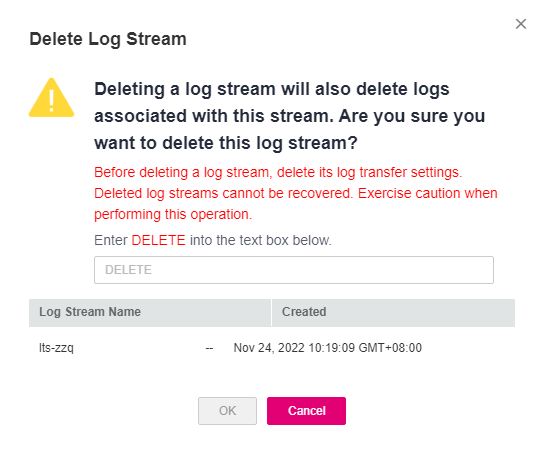 Delete Log Stream
Deleting a log stream will also delete logs
associated with this stream. Are you sure you
want to delete this log stream?
Before deleting a log stream, delete its log transfer settings.
Deleted log streams cannot be recovered. Exercise caution when
performing this operation.
Enter DELETE into the text box below.
DELETE
Log Stream Name Created
lts-zzq -- Nov 24, 2022 10:19:09 GMT+08:00
OK Cancel